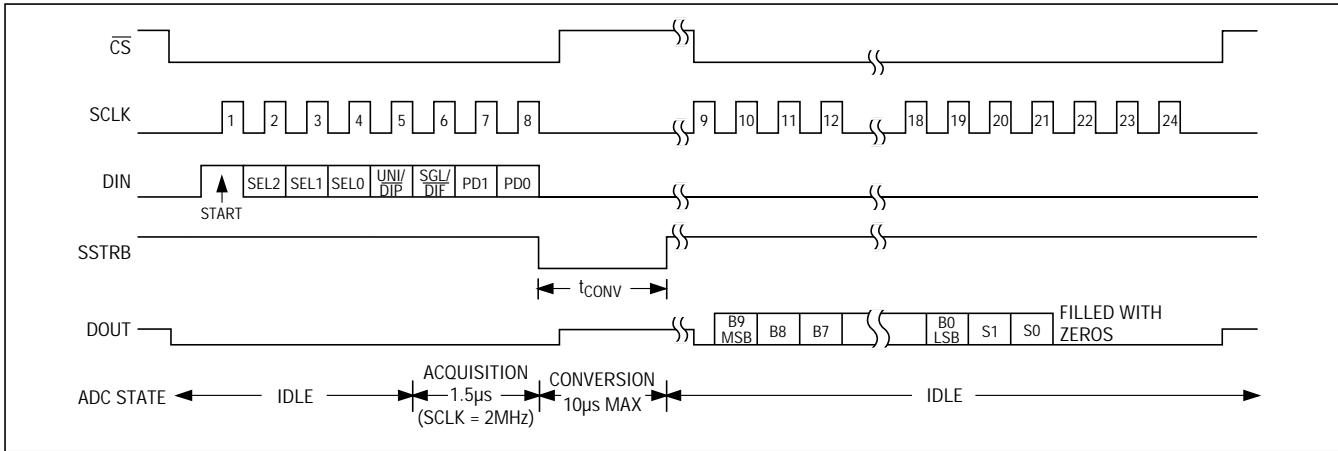 CS
SCLK
1 2 3 4 5 6 7 8 9 10 11 12 18 19 20 21 22 23 24
DIN
SEL2 SEL1 SEL0 UNI/DIP SGL/DIF PD1 PD0
START
SSTRB
tCONV
DOUT
B9 MSB B8 B7 B0 LSB S1 S0
FILLED WITH
ZEROS
ADC STATE
IDLE
ACQUISITION
1.5µs
(SCLK = 2MHz)
CONVERSION
10µs MAX
IDLE